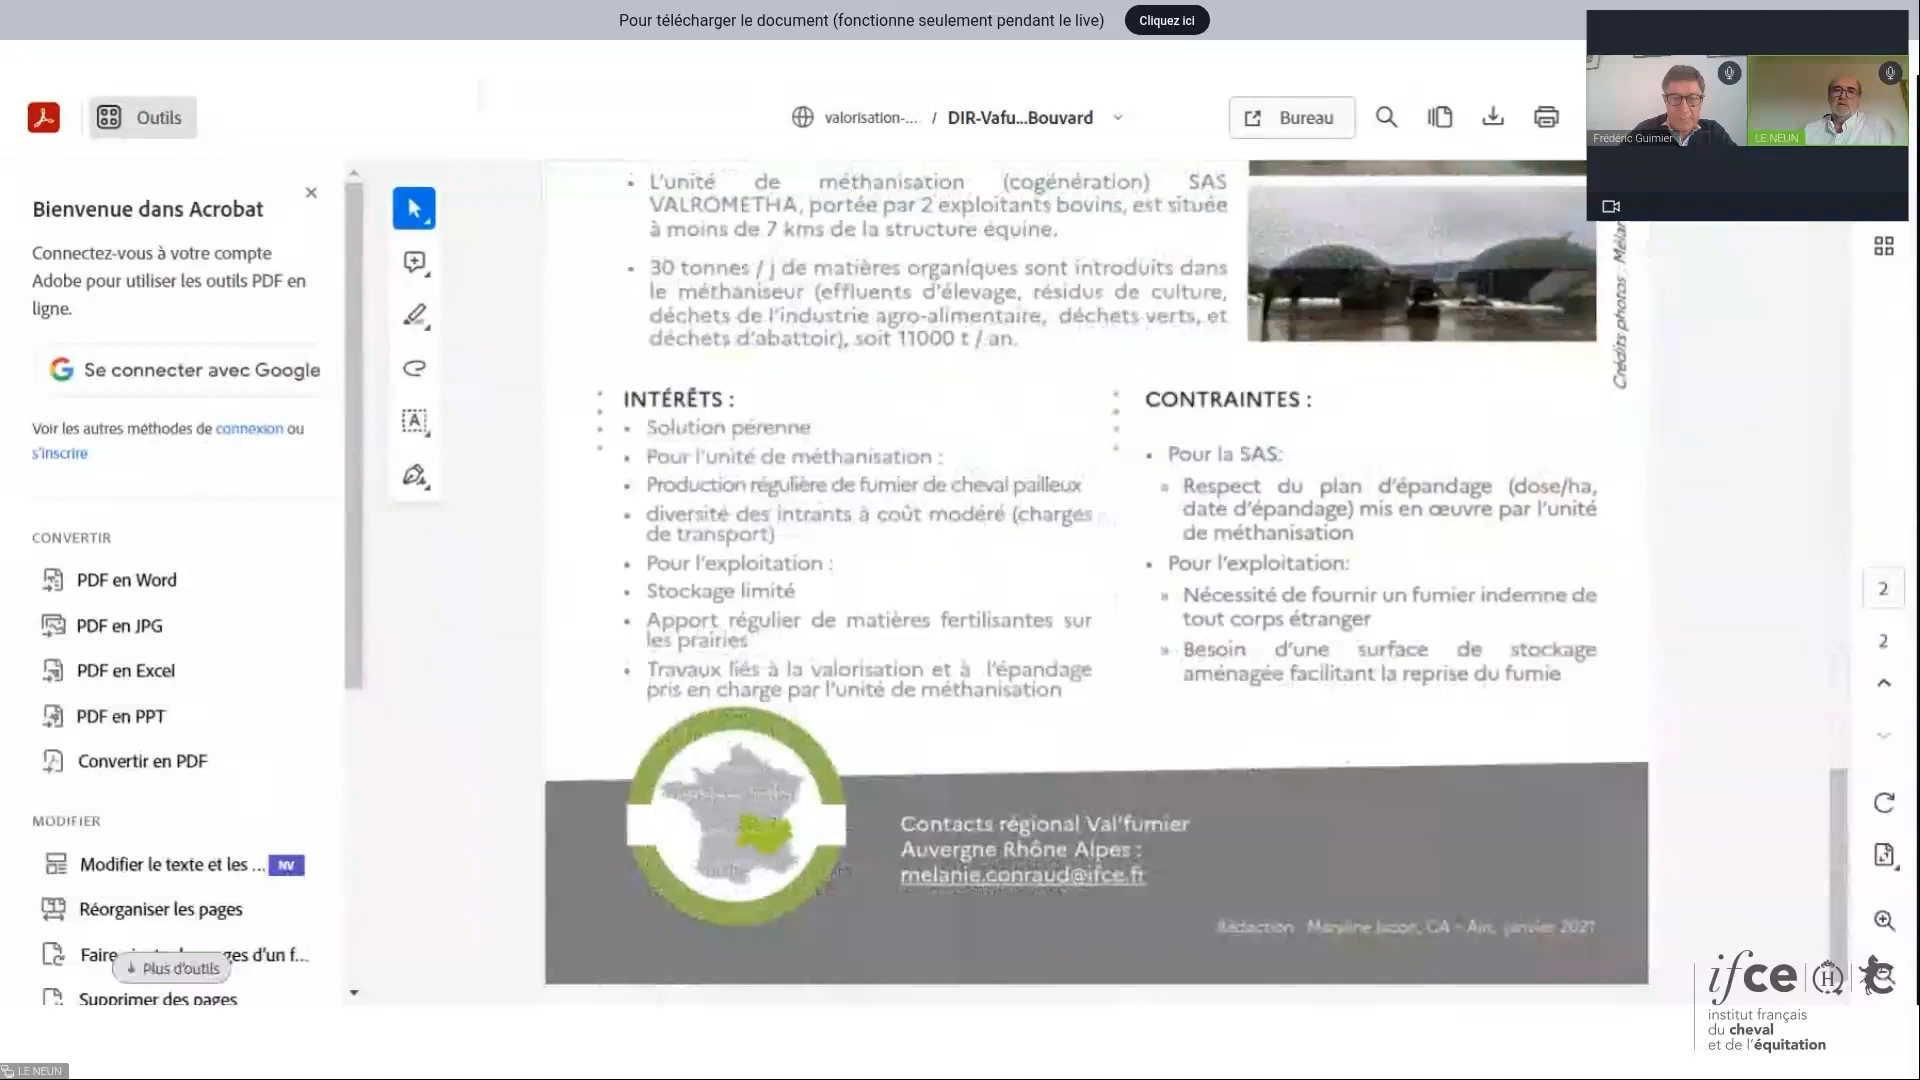 Pour télécharger le document (fonctionne seulement pendant le live)
Cliquez ici
Outils
valorisation-... / DIR-Vafu...Bouvard
Bureau
Frédéric Guimier
LE NEUN
Bienvenue dans Acrobat
Connectez-vous à votre compte
Adobe pour utiliser les outils PDF en
ligne.
Se connecter avec Google
Voir les autres méthodes de connexion ou
s'inscrire
CONVERTIR
PDF en Word
PDF en JPG
PDF en Excel
PDF en PPT
Convertir en PDF
MODIFIER
Modifier le texte et les ... NV
Réorganiser les pages
Faire ges d'un f...
Plus d'outils
Supprimer des pages
L'unité de méthanisation (cogénération) SAS
VALROMETHA, portée par 2 exploitants bovins, est située
à moins de 7 kms de la structure équine.
30 tonnes / j de matières organiques sont introduits dans
le méthaniseur (effluents d'élevage, résidus de culture,
déchets de l'industrie agro-alimentaire, déchets verts, et
déchets d'abattoir), soit 11000 t / an.
Crédits photos : Mélan
INTÉRÊTS :
Solution pérenne
Pour l'unité de méthanisation :
Production régulière de fumier de cheval pailleux
diversité des intrants à coût modéré (charges
de transport)
Pour l'exploitation :
Stockage limité
Apport régulier de matières fertilisantes sur
les prairies
Travaux liés à la valorisation et à l'épandage
pris en charge par l'unité de méthanisation
CONTRAINTES :
Pour la SAS:
Respect du plan d'épandage (dose/ha,
date d'épandage) mis en œuvre par l'unité
de méthanisation
Pour l'exploitation:
Nécessité de fournir un fumier indemne de
tout corps étranger
Besoin d'une surface de stockage
aménagée facilitant la reprise du fumie
2
2
Contacts régional Val'fumier
Auvergne Rhône Alpes :
melanie.conraud@ifce.fr
Rédaction CA - Ain, janvier 2021
ifce
institut français
du cheval
et de l'équitation
LE NEUN